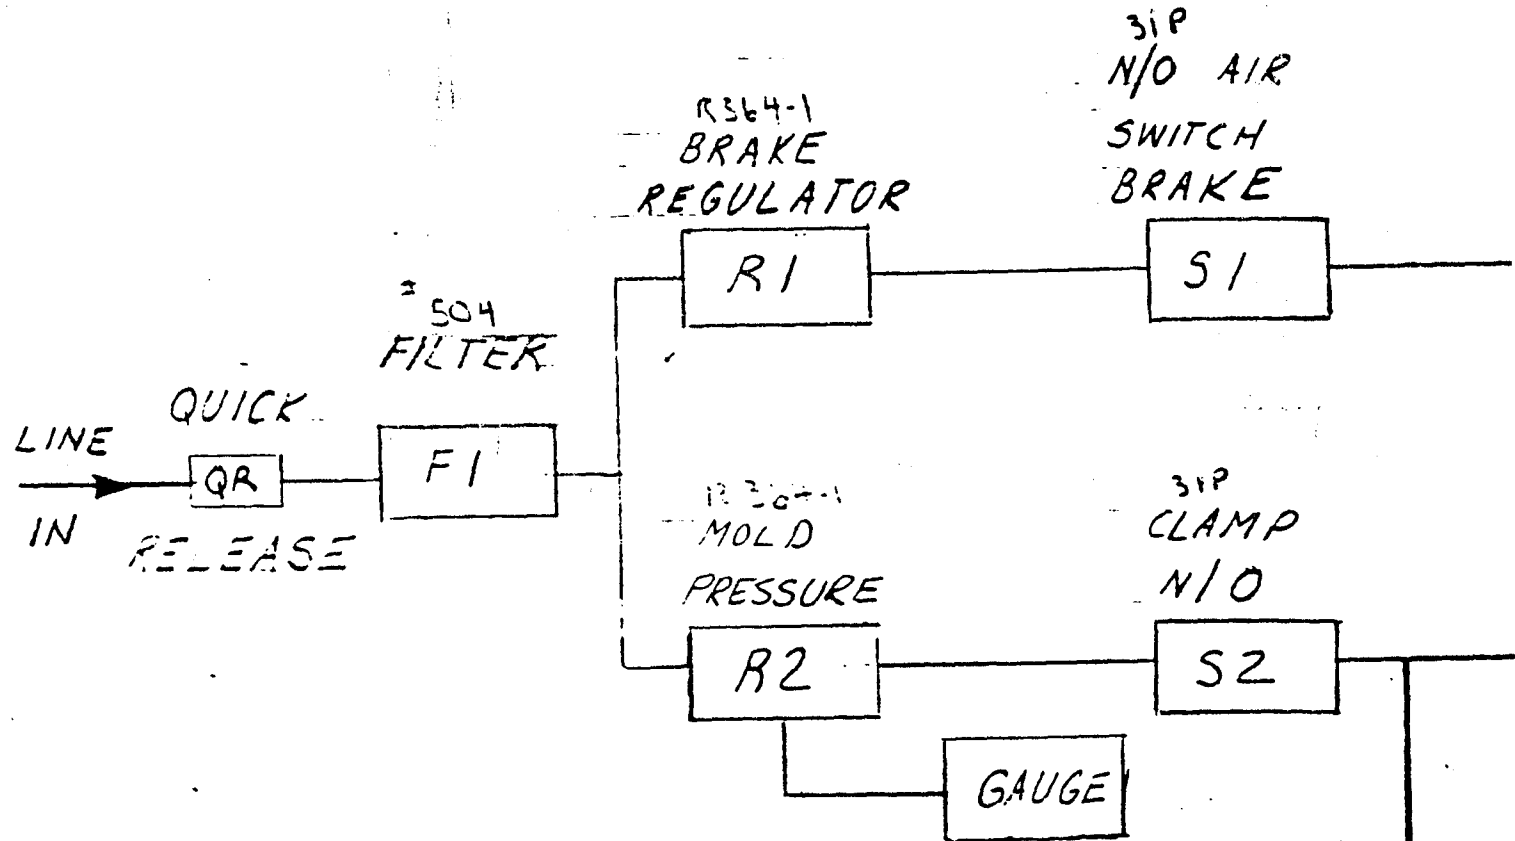 LINE
IN
QUICK
QR
RELEASE
504
FILTER
F1
R364-1
BRAKE
REGULATOR
R1
31P
N/O AIR
SWITCH
BRAKE
S1
MOLD
PRESSURE
R2
GAUGE
31P
CLAMP
N/O
S2